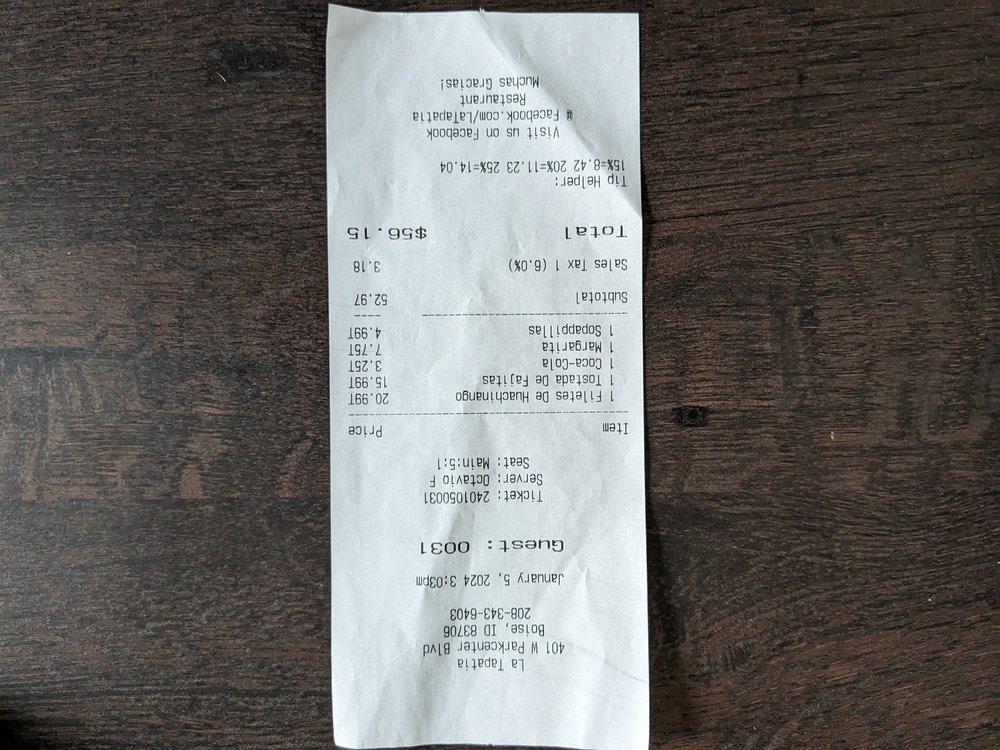 La Tapatia
401 W Parkcenter Blvd
Boise, ID 83706
208-343-6403
January 5, 2024 3:03pm
Guest: 0031
Ticket: 2401050031
Server: Octavio F
Seat: Main:5:1
Item Price
1 Filetes De Huachinango 20.99T
1 Tostada De Fajitas 15.99T
1 Coca-Cola 3.25T
1 Margarita 7.75T
1 Sopappillas 4.99T
Subtotal 52.97
Sales Tax 1 (6.0%) 3.18
Total $56.15
Tip Helper:
15%=8.42 20%=11.23 25%=14.04
Visit us on Facebook
@ Facebook.com/LaTapatia
Restaurant
Muchas Gracias!